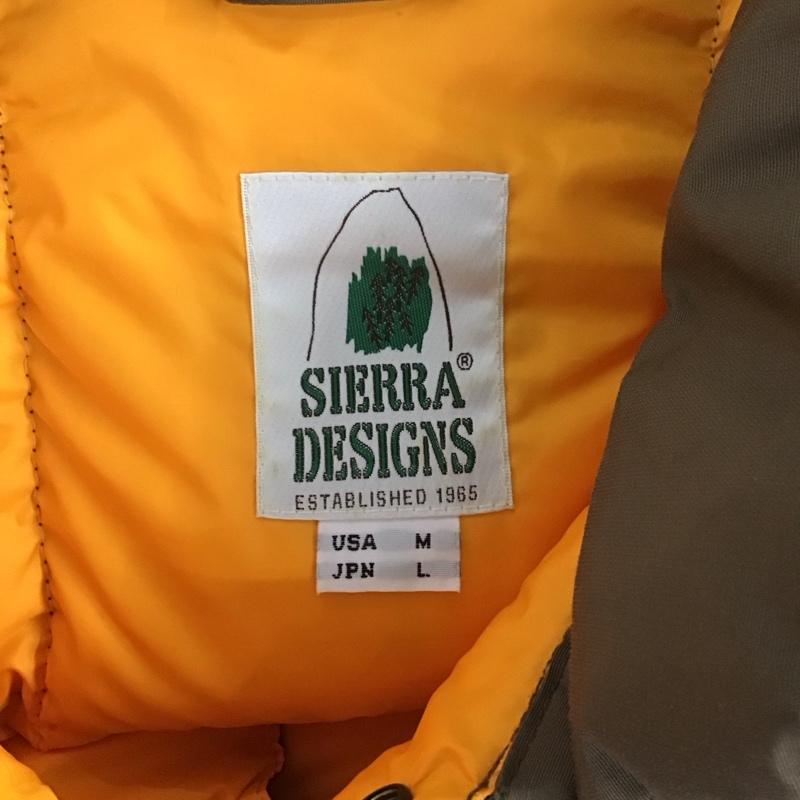 SIERRA®
DESIGNS
ESTABLISHED 1965
USA M
JPN L